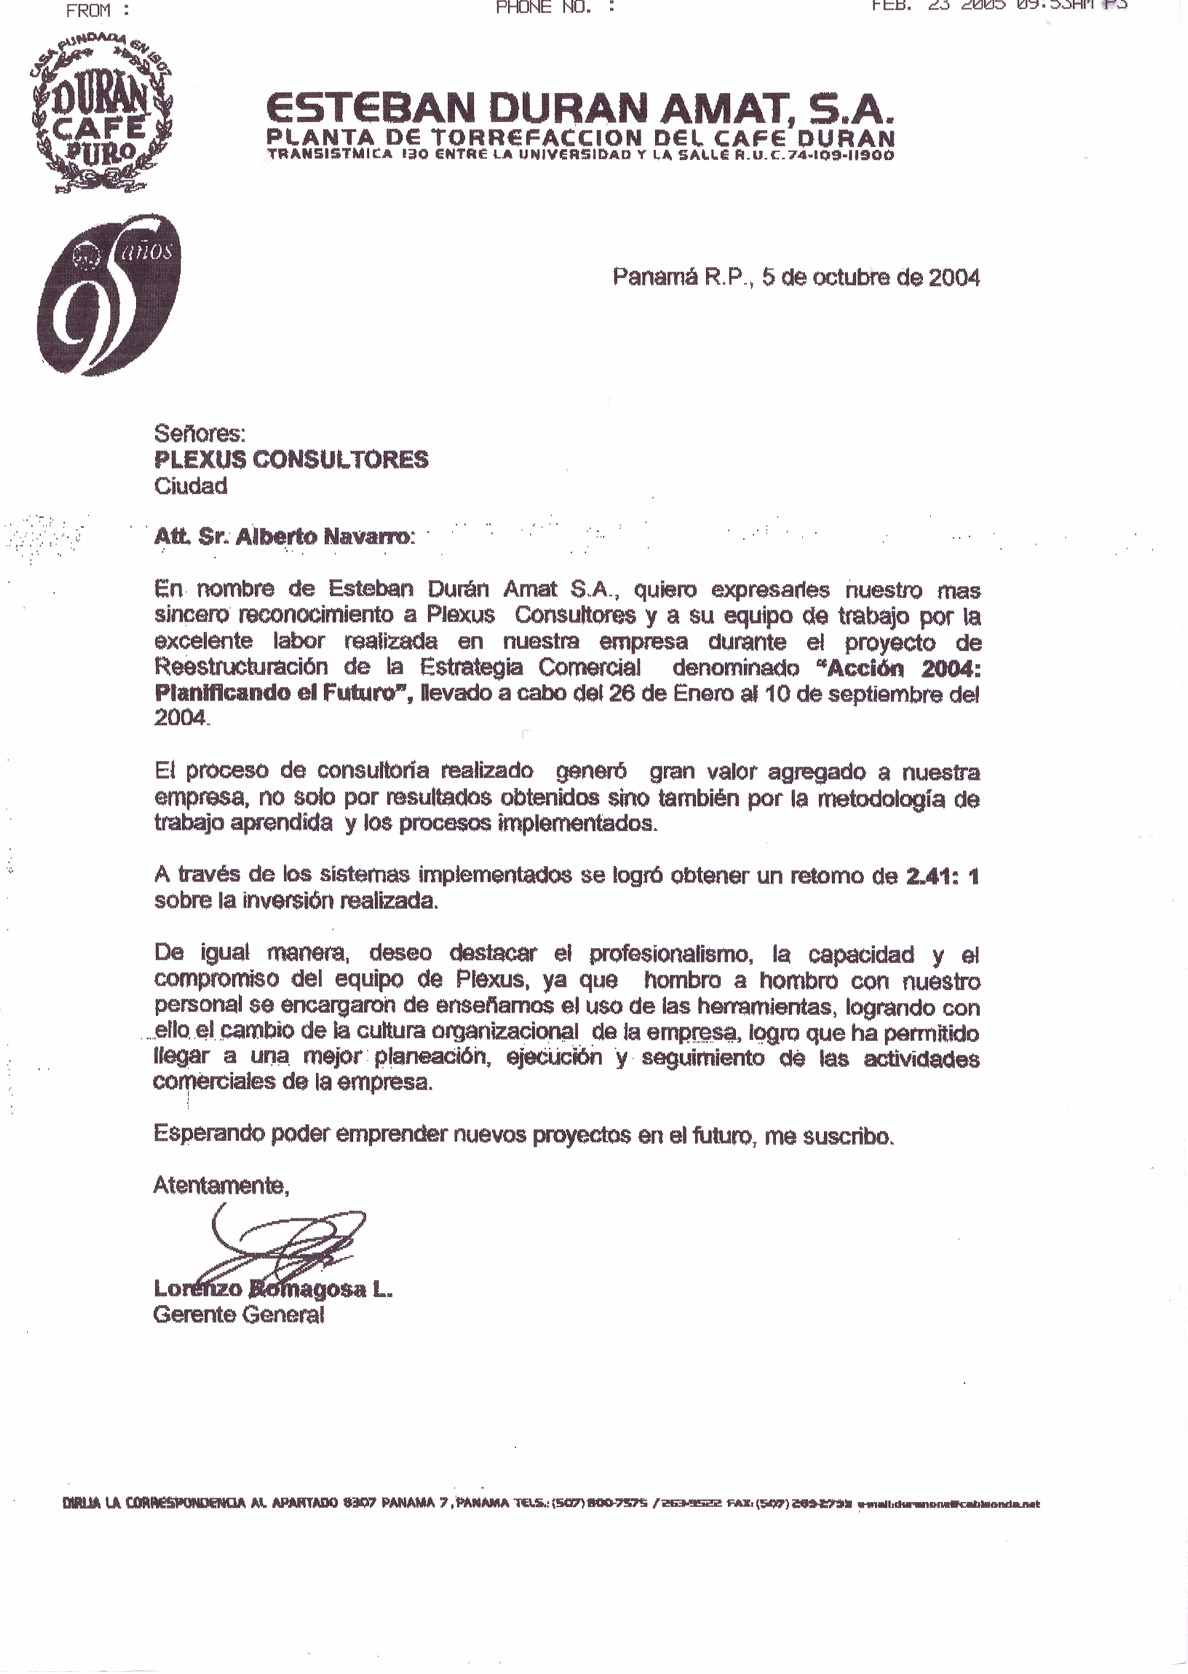 FROM :
PHONE NO. :
FEB. 23 2005 09:53AM P3
CASA FUNDADA EN 1907
DURAN
CAFE
PURO
ESTEBAN DURAN AMAT, S.A.
PLANTA DE TORREFACCION DEL CAFE DURAN
TRANSISTMICA 130 ENTRE LA UNIVERSIDAD Y LA SALLE R.U.C. 74-109-11900
95 años
Panamá R.P., 5 de octubre de 2004
Señores:
PLEXUS CONSULTORES
Ciudad
Att. Sr. Alberto Navarro:
En nombre de Esteban Durán Amat S.A., quiero expresarles nuestro mas
sincero reconocimiento a Plexus Consultores y a su equipo de trabajo por la
excelente labor realizada en nuestra empresa durante el proyecto de
Reestructuración de la Estrategia Comercial denominado “Acción 2004:
Planificando el Futuro”, llevado a cabo del 26 de Enero al 10 de septiembre del
2004.
El proceso de consultoría realizado generó gran valor agregado a nuestra
empresa, no solo por resultados obtenidos sino también por la metodología de
trabajo aprendida y los procesos implementados.
A través de los sistemas implementados se logró obtener un retorno de 2.41: 1
sobre la inversión realizada.
De igual manera, deseo destacar el profesionalismo, la capacidad y el
compromiso del equipo de Plexus, ya que hombro a hombro con nuestro
personal se encargaron de enseñarnos el uso de las herramientas, logrando con
ello el cambio de la cultura organizacional de la empresa, logro que ha permitido
llegar a una mejor planeación, ejecución y seguimiento de las actividades
comerciales de la empresa.
Esperando poder emprender nuevos proyectos en el futuro, me suscribo.
Atentamente,
Lorenzo Romagosa L.
Gerente General
DIRIJA LA CORRESPONDENCIA AL APARTADO 8307 PANAMA 7, PANAMA TELS.: (507) 800-7575 / 263-9522 FAX: (507)